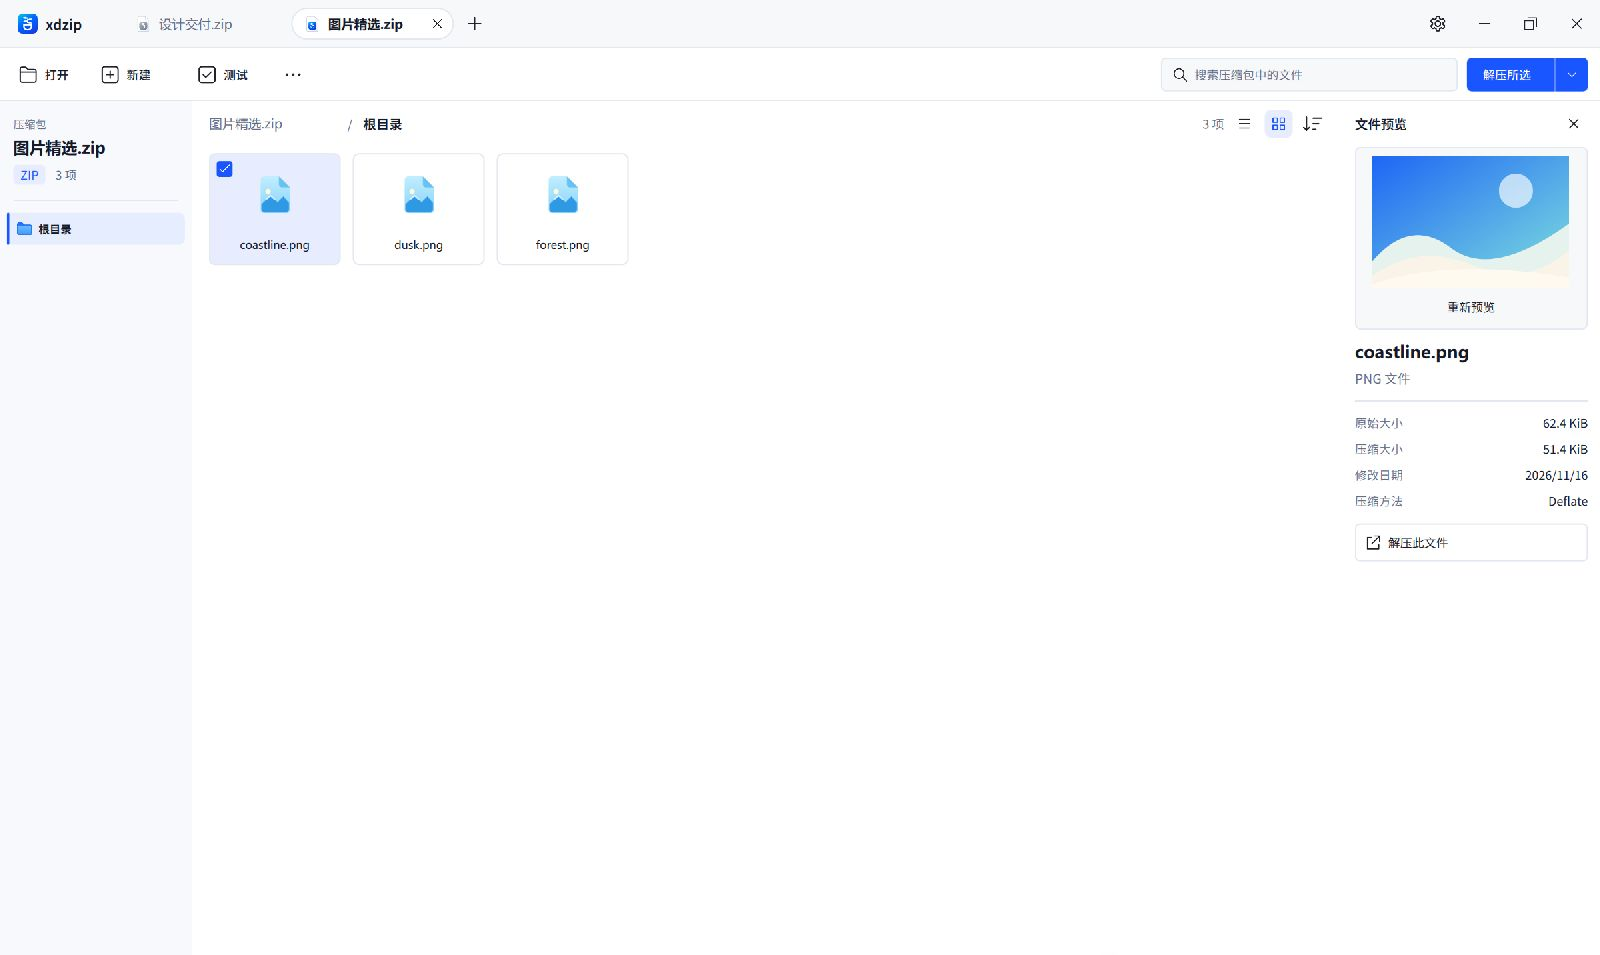 xdzip
设计交付.zip
图片精选.zip
打开
新建
测试
搜索压缩包中的文件
解压所选
压缩包
图片精选.zip
ZIP 3 项
根目录
图片精选.zip / 根目录
3 项
coastline.png
dusk.png
forest.png
文件预览
重新预览
coastline.png
PNG 文件
原始大小 62.4 KiB
压缩大小 51.4 KiB
修改日期 2026/11/16
压缩方法 Deflate
解压此文件